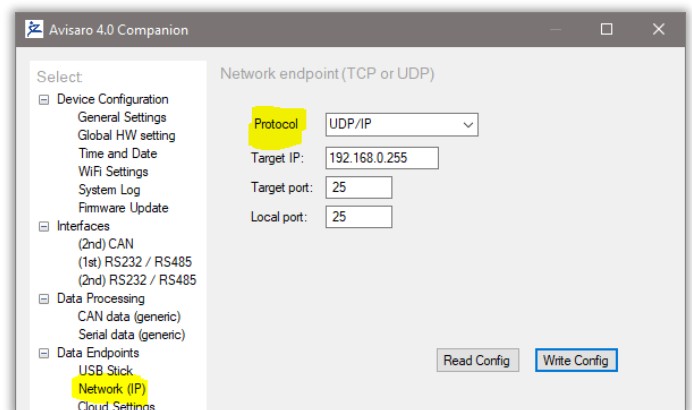 Avisaro 4.0 Companion
Select
Device Configuration
General Settings
Global HW setting
Time and Date
WiFi Settings
System Log
Firmware Update
Interfaces
(2nd) CAN
(1st) RS232 / RS485
(2nd) RS232 / RS485
Data Processing
CAN data (generic)
Serial data (generic)
Data Endpoints
USB Stick
Network (IP)
Cloud Settings
Network endpoint (TCP or UDP)
Protocol UDP/IP
Target IP: 192.168.0.255
Target port: 25
Local port: 25
Read Config Write Config